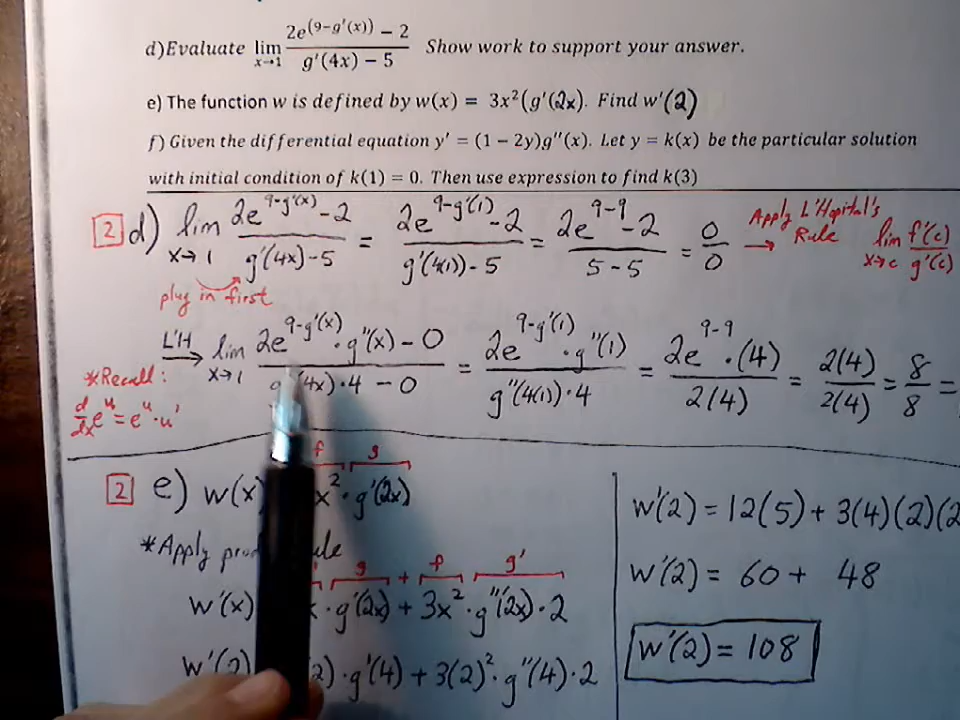 d)Evaluate lim x→1 2e^(9−g′(x)) − 2 / g′(4x) − 5 Show work to support your answer.
e) The function w is defined by w(x) = 3x²(g′(2x). Find w′(2)
f) Given the differential equation y′ = (1 − 2y)g″(x). Let y = k(x) be the particular solution
with initial condition of k(1) = 0. Then use expression to find k(3)
2 d) lim x→1 2e^9-g'(x) -2 / g'(4x)-5 = 2e^9-g'(1) -2 / g'(4(1))-5 = 2e^9-9 -2 / 5-5 = 0/0 → Apply L'Hopital's Rule lim x→c f'(c)/g'(c)
plug in first
L'H → lim x→1 2e^9-g'(x) · g"(x) - 0 / (4x)·4 - 0 = 2e^9-g'(1) · g"(1) / g"(4(1))·4 = 2e^9-9 · (4) / 2(4) = 2(4)/2(4) = 8/8 =
*Recall:
d/dx e^u = e^u · u'
f g
2 e) w(x) x² · g'(2x)
*Apply
g + f g'
w'(x) · g'(2x) + 3x² · g"(2x) · 2
w'(2) 2) · g'(4) + 3(2)² · g"(4) · 2
w'(2) = 12(5) + 3(4)(2)(2
w'(2) = 60 + 48
w'(2) = 108